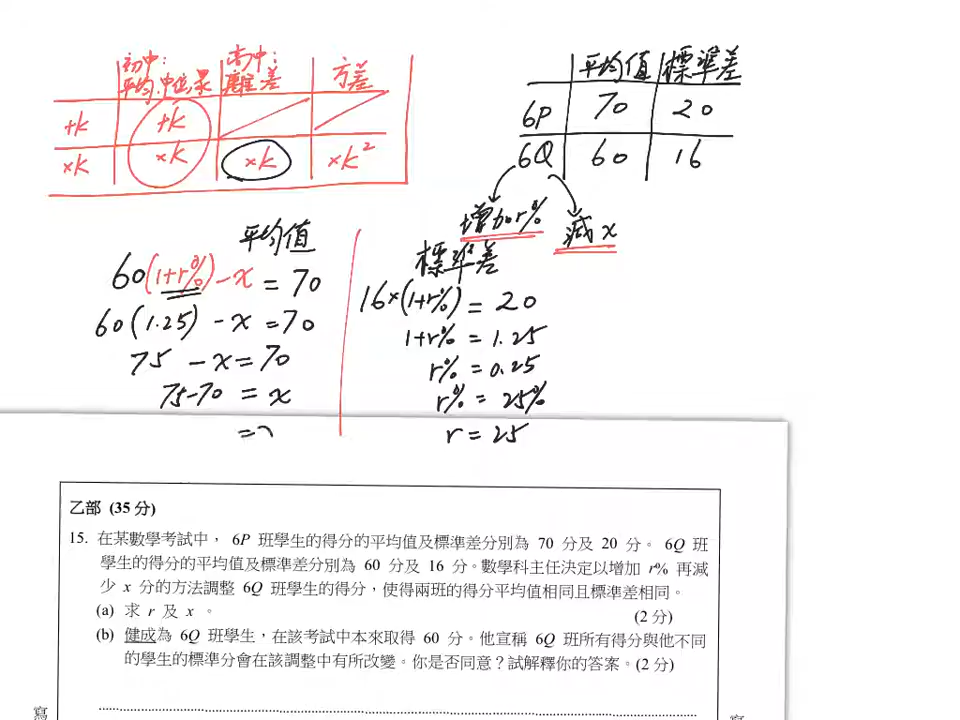 初中: 高中:
平均.中位.眾 離差 方差
+k +k
×k ×k ×k ×k²
平均值 標準差
6P 70 20
6Q 60 16
增加r% 減x
平均值
60(1+r%)-x = 70
60(1.25) -x =70
75 -x= 70
75-70 = x
標準差
16×(1+r%) = 20
1+r% = 1.25
r% = 0.25
r% = 25%
r = 25
乙部 (35 分)
15. 在某數學考試中， 6P 班學生的得分的平均值及標準差分別為 70 分及 20 分。 6Q 班
學生的得分的平均值及標準差分別為 60 分及 16 分。數學科主任決定以增加 r% 再減
少 x 分的方法調整 6Q 班學生的得分，使得兩班的得分平均值相同且標準差相同。
(a) 求 r 及 x 。 (2 分)
(b) 健成為 6Q 班學生，在該考試中本來取得 60 分。他宣稱 6Q 班所有得分與他不同
的學生的標準分會在該調整中有所改變。你是否同意？試解釋你的答案。(2 分)